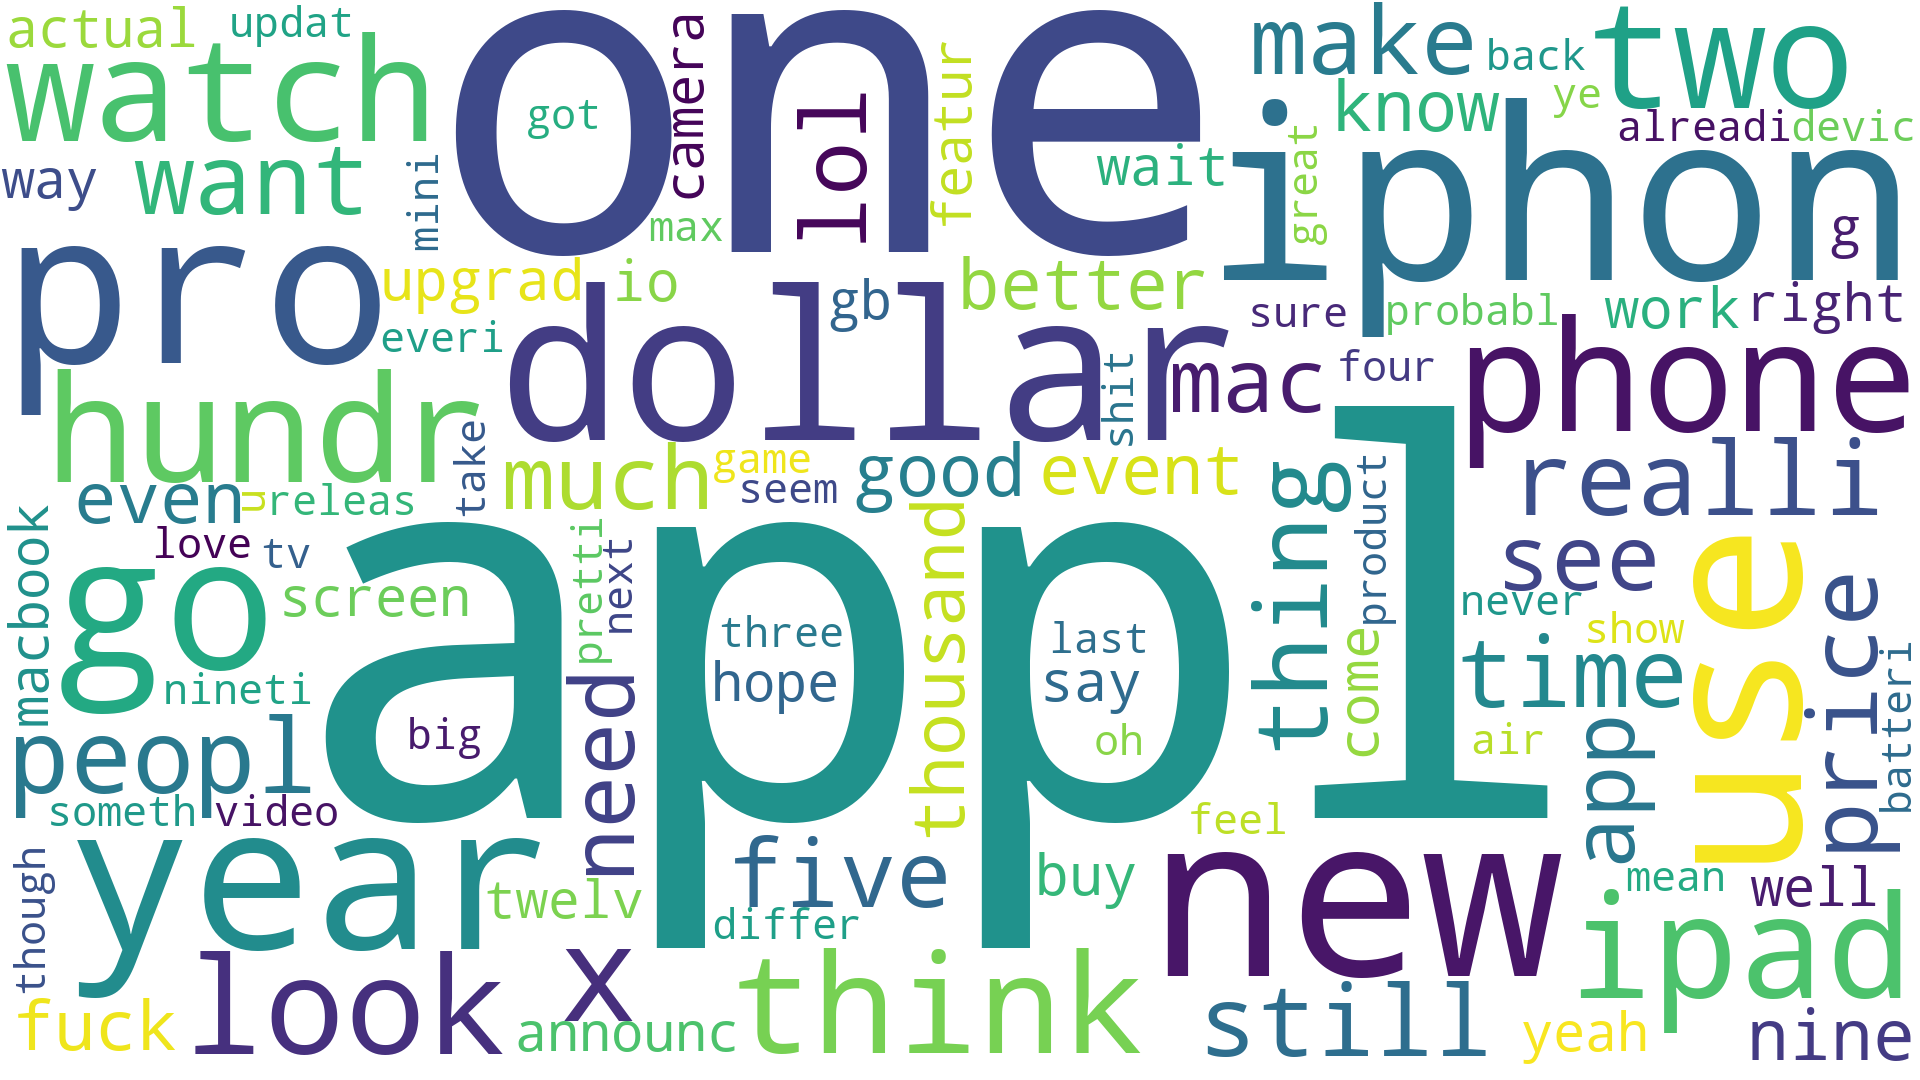 actual
updat
one
camera
lol
featur
make
back
two
watch
got
iphon
know
ye
alreadi
devic
way
want
mini
max
wait
great
g
pro
upgrad
io
gb
better
sure
probabl
work
right
everi
dollar
hundr
shit
mac
four
phone
take
much
game
seem
good
event
thing
product
realli
even
u
releas
love
tv
macbook
go
screen
pretti
next
appl
thousand
see
use
price
never
three
hope
last
say
come
time
show
batteri
nineti
big
need
oh
air
app
peopl
someth
video
year
feel
five
buy
new
mean
well
though
twelv
differ
ipad
look
x
think
still
fuck
announc
yeah
nine